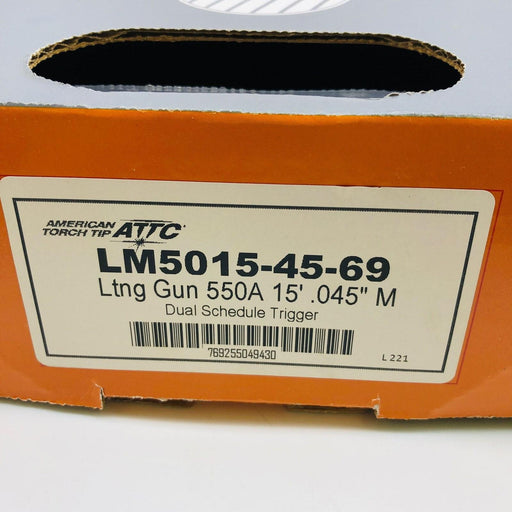 AMERICAN
TORCH TIP ATTC
LM5015-45-69
Ltng Gun 550A 15' .045" M
Dual Schedule Trigger
769255049430
L 221